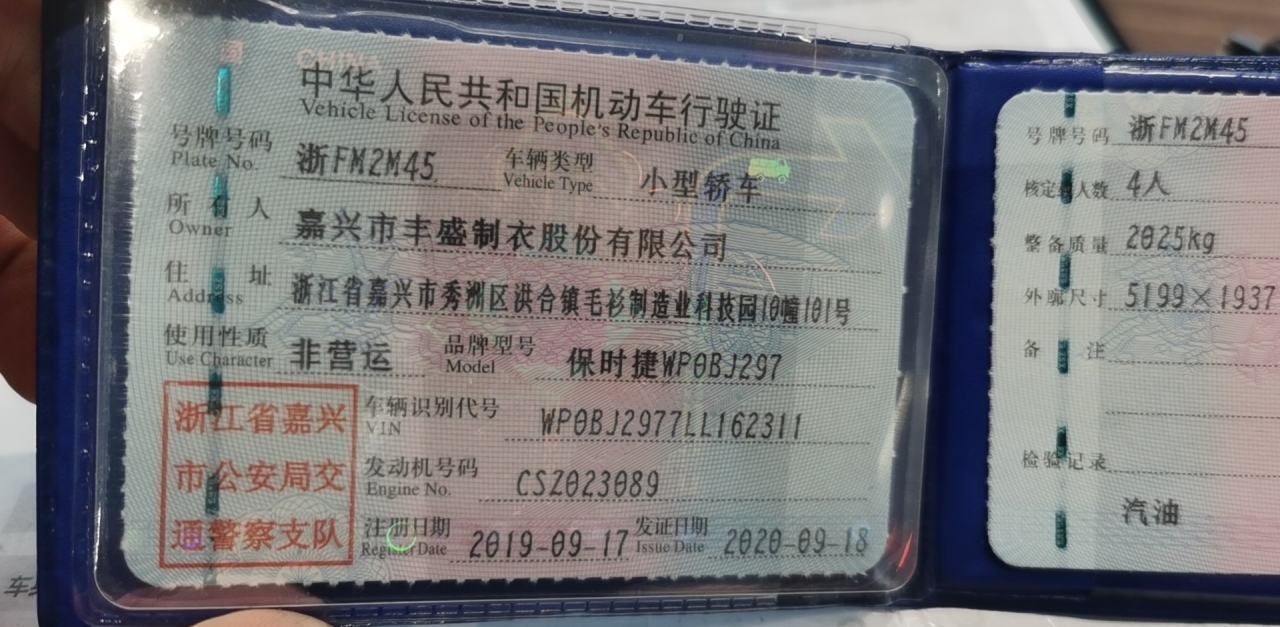 CHINA
中华人民共和国机动车行驶证
Vehicle License of the People's Republic of China
号牌号码 浙FM2M45 车辆类型 小型轿车
Plate No. Vehicle Type
所有人 嘉兴市丰盛制衣股份有限公司
Owner
住址 浙江省嘉兴市秀洲区洪合镇毛衫制造业科技园10幢101号
Address
使用性质 非营运 品牌型号 保时捷WP0BJ297
Use Character Model
浙江省嘉兴
市公安局交
通警察支队
车辆识别代号 WP0BJ2977LL162311
VIN
发动机号码 CSZ023089
Engine No.
注册日期 2019-09-17 发证日期 2020-09-18
Register Date Issue Date
号牌号码 浙FM2M45
核定载人数 4人
整备质量 2025kg
外廓尺寸 5199×1937
备注
检验记录
汽油